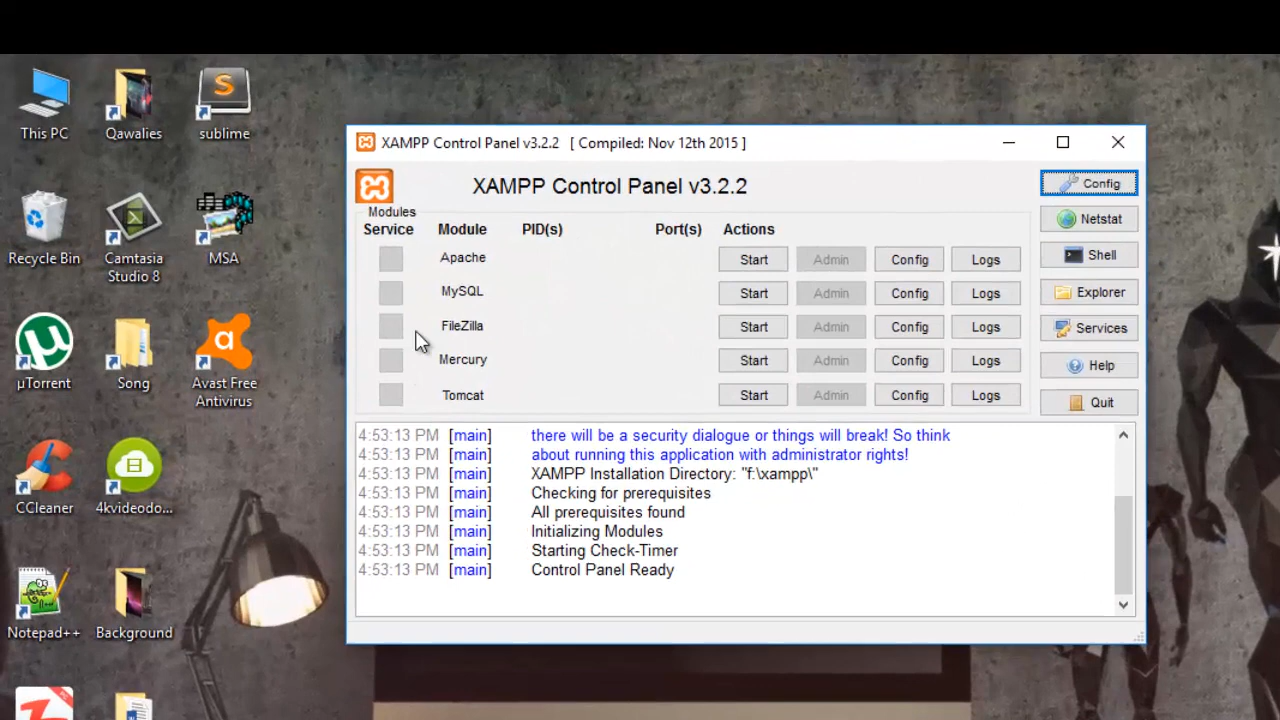 This PC
Qawalies
sublime
Recycle Bin
Camtasia
Studio 8
MSA
µTorrent
Song
Avast Free
Antivirus
CCleaner
4kvideodo...
Notepad++
Background
XAMPP Control Panel v3.2.2 [ Compiled: Nov 12th 2015 ]
XAMPP Control Panel v3.2.2
Config
Modules
Service Module PID(s) Port(s) Actions
Netstat
Apache Start Admin Config Logs
Shell
MySQL Start Admin Config Logs
Explorer
FileZilla Start Admin Config Logs
Services
Mercury Start Admin Config Logs
Help
Tomcat Start Admin Config Logs
Quit
4:53:13 PM [main] there will be a security dialogue or things will break! So think
4:53:13 PM [main] about running this application with administrator rights!
4:53:13 PM [main] XAMPP Installation Directory: "f:\xampp\"
4:53:13 PM [main] Checking for prerequisites
4:53:13 PM [main] All prerequisites found
4:53:13 PM [main] Initializing Modules
4:53:13 PM [main] Starting Check-Timer
4:53:13 PM [main] Control Panel Ready